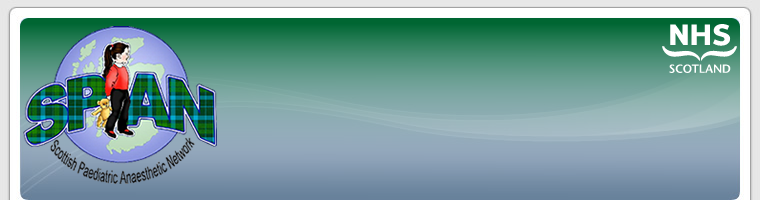 NHS
SCOTLAND
SPAN
Scottish Paediatric Anaesthetic Network